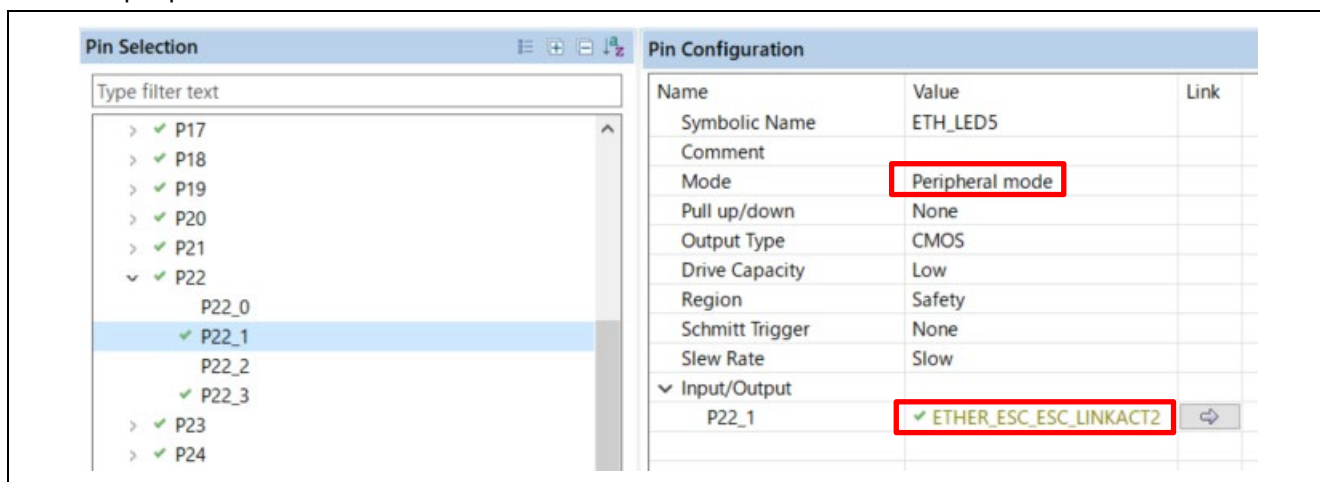 Pin Selection
Type filter text
P17
P18
P19
P20
P21
P22
P22_0
P22_1
P22_2
P22_3
P23
P24
Pin Configuration
Name Value Link
Symbolic Name ETH_LED5
Comment
Mode Peripheral mode
Pull up/down None
Output Type CMOS
Drive Capacity Low
Region Safety
Schmitt Trigger None
Slew Rate Slow
Input/Output
P22_1 ETHER_ESC_ESC_LINKACT2